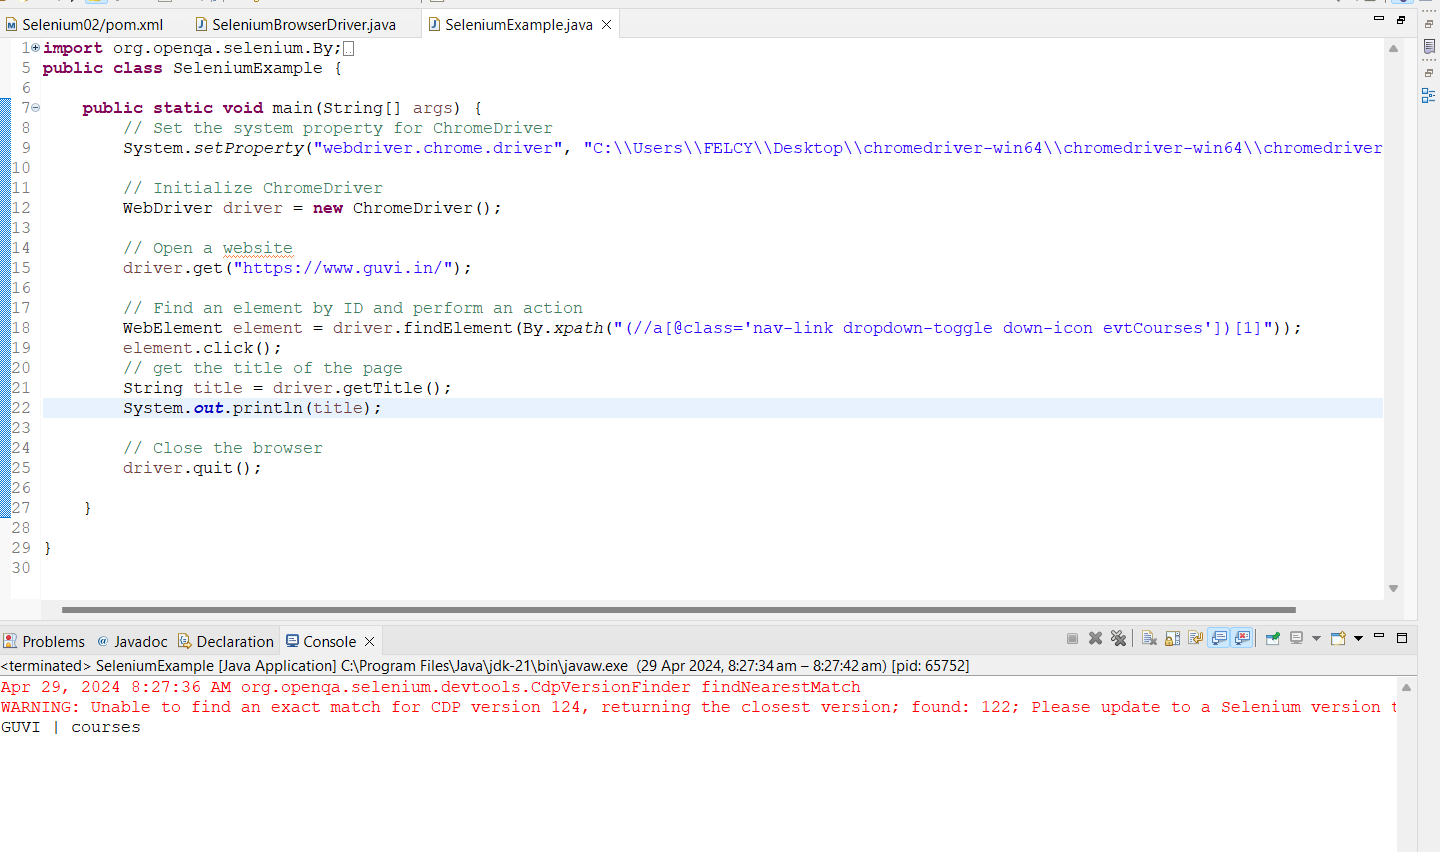 Selenium02/pom.xml SeleniumBrowserDriver.java SeleniumExample.java
1 import org.openqa.selenium.By;
5 public class SeleniumExample {
6
7 public static void main(String[] args) {
8 // Set the system property for ChromeDriver
9 System.setProperty("webdriver.chrome.driver", "C:\\Users\\FELCY\\Desktop\\chromedriver-win64\\chromedriver-win64\\chromedriver
10
11 // Initialize ChromeDriver
12 WebDriver driver = new ChromeDriver();
13
14 // Open a website
15 driver.get("https://www.guvi.in/");
16
17 // Find an element by ID and perform an action
18 WebElement element = driver.findElement(By.xpath("(//a[@class='nav-link dropdown-toggle down-icon evtCourses'])[1]"));
19 element.click();
20 // get the title of the page
21 String title = driver.getTitle();
22 System.out.println(title);
23
24 // Close the browser
25 driver.quit();
26
27 }
28
29 }
30
Problems @ Javadoc Declaration Console
<terminated> SeleniumExample [Java Application] C:\Program Files\Java\jdk-21\bin\javaw.exe (29 Apr 2024, 8:27:34 am – 8:27:42 am) [pid: 65752]
Apr 29, 2024 8:27:36 AM org.openqa.selenium.devtools.CdpVersionFinder findNearestMatch
WARNING: Unable to find an exact match for CDP version 124, returning the closest version; found: 122; Please update to a Selenium version t
GUVI | courses